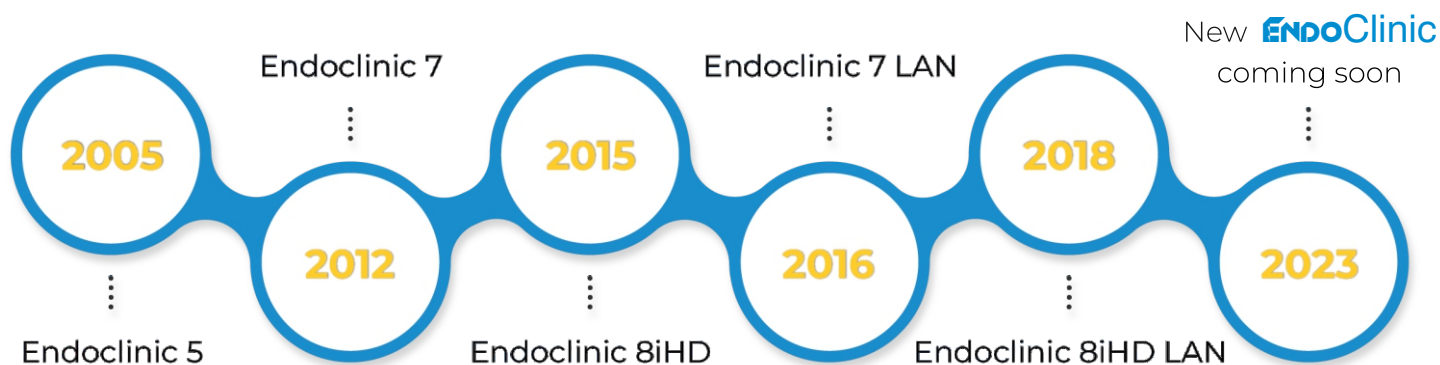 New ENDOClinic
coming soon
Endoclinic 7
Endoclinic 7 LAN
2005
2015
2018
2012
2016
2023
Endoclinic 5
Endoclinic 8iHD
Endoclinic 8iHD LAN